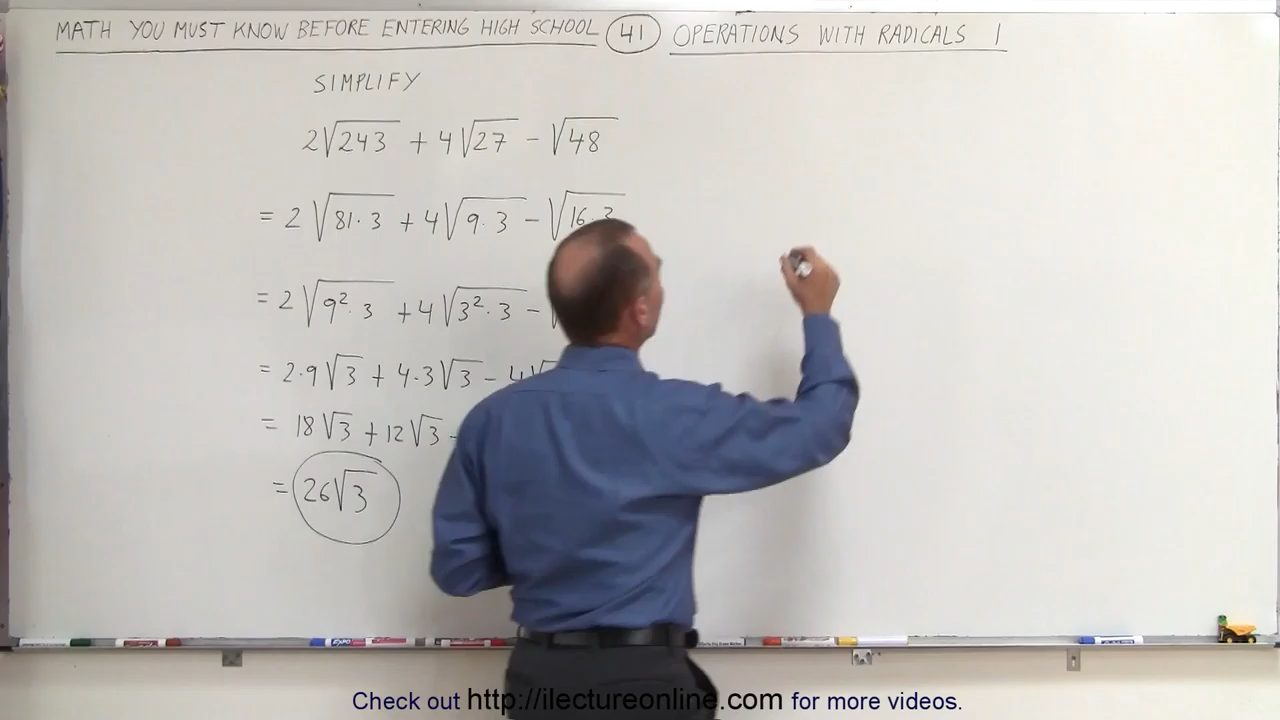 MATH YOU MUST KNOW BEFORE ENTERING HIGH SCHOOL 41 OPERATIONS WITH RADICALS 1
SIMPLIFY
2√243 + 4√27 - √48
= 2√81·3 + 4√9·3 - √16·3
= 2√9²·3 + 4√3²·3 -
= 2·9√3 + 4·3√3 - 4√
= 18√3 + 12√3 -
= 26√3
EXPO
Check out http://ilectureonline.com for more videos.